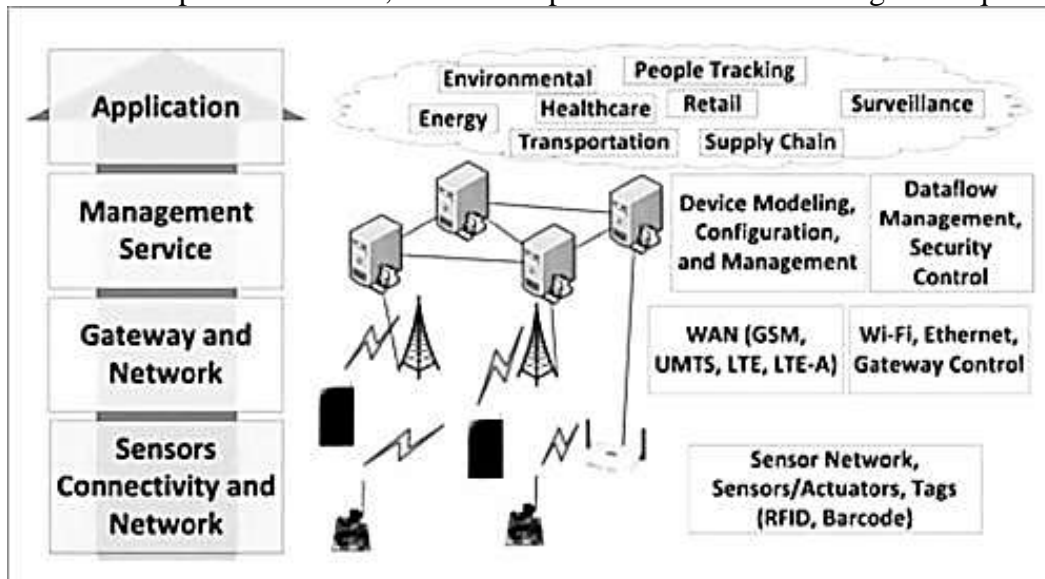 Application
Environmental
People Tracking
Energy
Healthcare
Retail
Surveillance
Transportation
Supply Chain
Management
Service
Device Modeling,
Configuration,
and Management
Dataflow
Management,
Security
Control
Gateway and
Network
WAN (GSM,
UMTS, LTE, LTE-A)
Wi-Fi, Ethernet,
Gateway Control
Sensors
Connectivity and
Network
Sensor Network,
Sensors/Actuators, Tags
(RFID, Barcode)